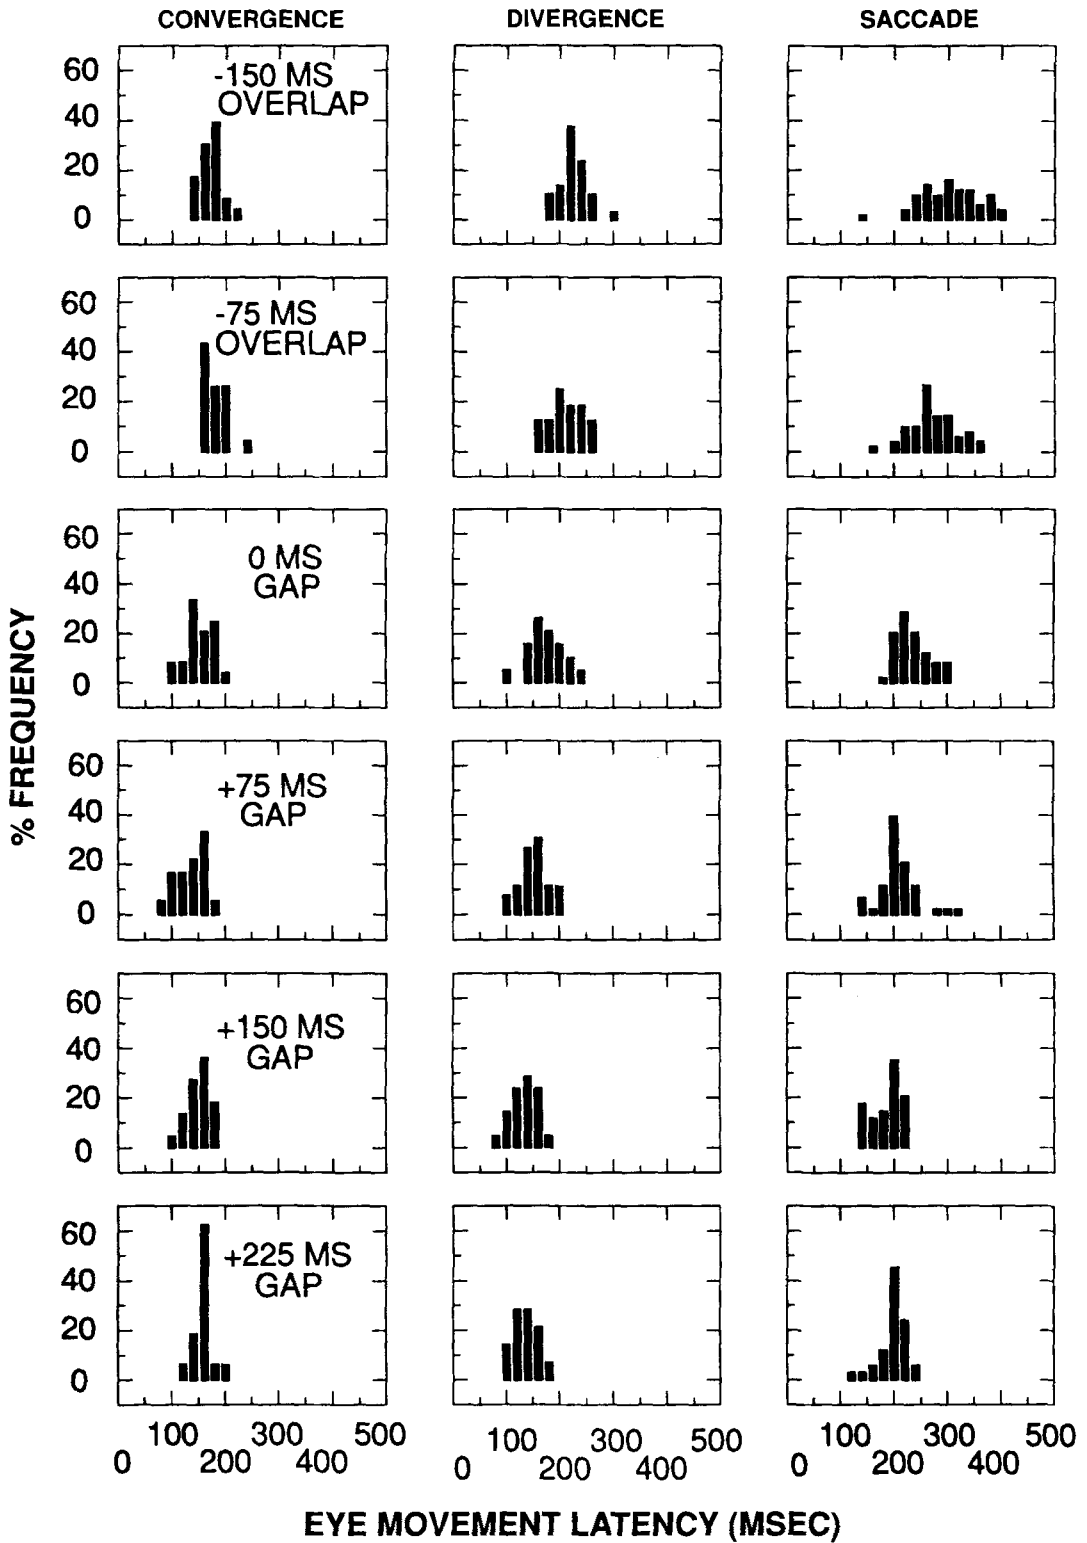 CONVERGENCE DIVERGENCE SACCADE
60
40
20
0
-150 MS
OVERLAP
60
40
20
0
-75 MS
OVERLAP
60
40
20
0
0 MS
GAP
% FREQUENCY
60
40
20
0
+75 MS
GAP
60
40
20
0
+150 MS
GAP
60
40
20
0
+225 MS
GAP
100 300 500 100 300 500 100 300 500
0 200 400 0 200 400 0 200 400
EYE MOVEMENT LATENCY (MSEC)